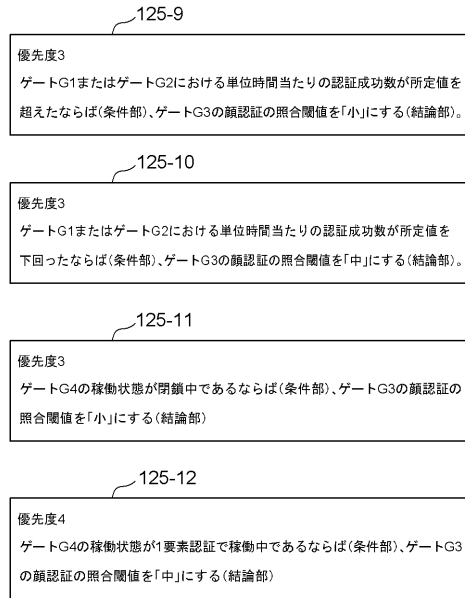 125-9
優先度3
ゲートG1またはゲートG2における単位時間当たりの認証成功数が所定値を
超えたならば(条件部)、ゲートG3の顔認証の照合閾値を「小」にする(結論部)。
125-10
優先度3
ゲートG1またはゲートG2における単位時間当たりの認証成功数が所定値を
下回ったならば(条件部)、ゲートG3の顔認証の照合閾値を「中」にする(結論部)。
125-11
優先度3
ゲートG4の稼働状態が閉鎖中であるならば(条件部)、ゲートG3の顔認証の
照合閾値を「小」にする(結論部)
125-12
優先度4
ゲートG4の稼働状態が1要素認証で稼働中であるならば(条件部)、ゲートG3
の顔認証の照合閾値を「中」にする(結論部)